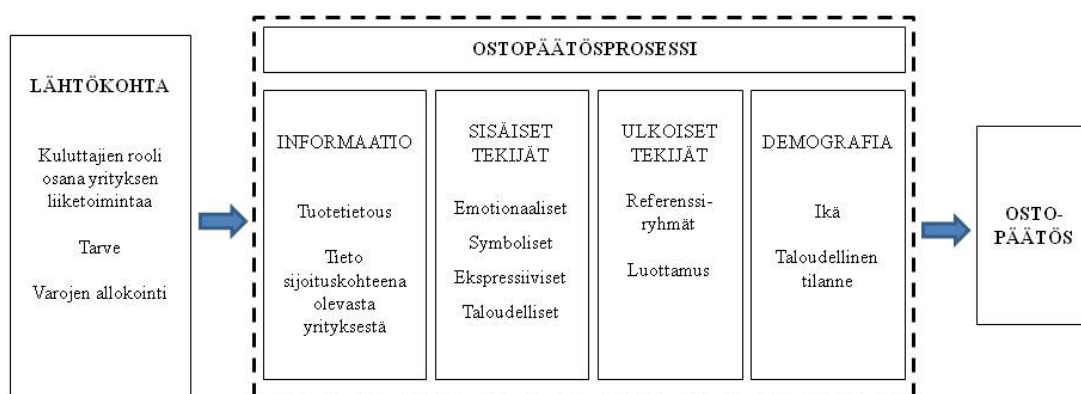 LÄHTÖKOHTA
Kuluttajien rooli
osana yrityksen
liiketoimintaa
Tarve
Varojen allokointi
OSTOPÄÄTÖSPROSESSI
INFORMAATIO
Tuotetietous
Tieto
sijoituskohteena
olevasta
yrityksestä
SISÄISET
TEKIJÄT
Emotionaaliset
Symboliset
Ekspressiiviset
Taloudelliset
ULKOISET
TEKIJÄT
Referenssi-
ryhmät
Luottamus
DEMOGRAFIA
Ikä
Taloudellinen
tilanne
OSTO-
PÄÄTÖS